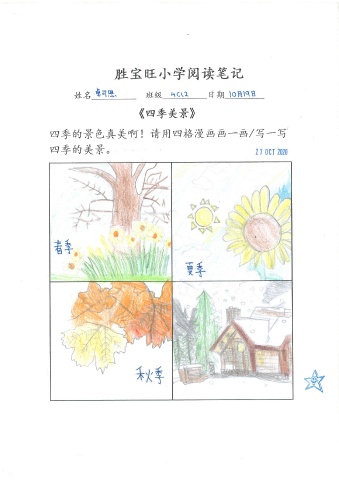 胜宝旺小学阅读笔记
姓名 班级 4CL2 日期 10月19日
《四季美景》
四季的景色真美啊！请用四格漫画画一画/写一写
四季的美景。
27 OCT 2020
春季
夏季
秋季